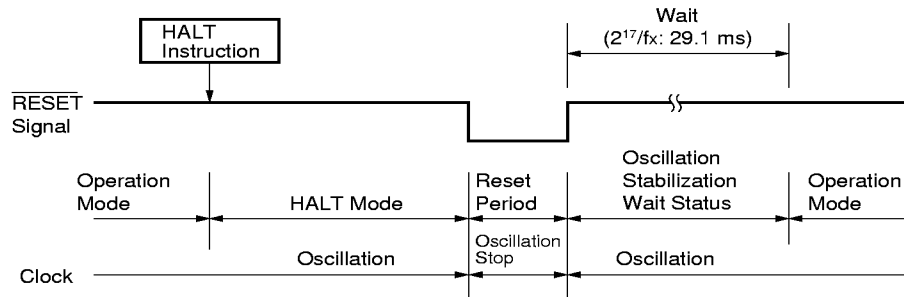 HALT
Instruction
Wait
(2¹⁷/fx: 29.1 ms)
RESET
Signal
Operation
Mode
HALT Mode
Reset
Period
Oscillation
Stabilization
Wait Status
Operation
Mode
Clock
Oscillation
Oscillation
Stop
Oscillation